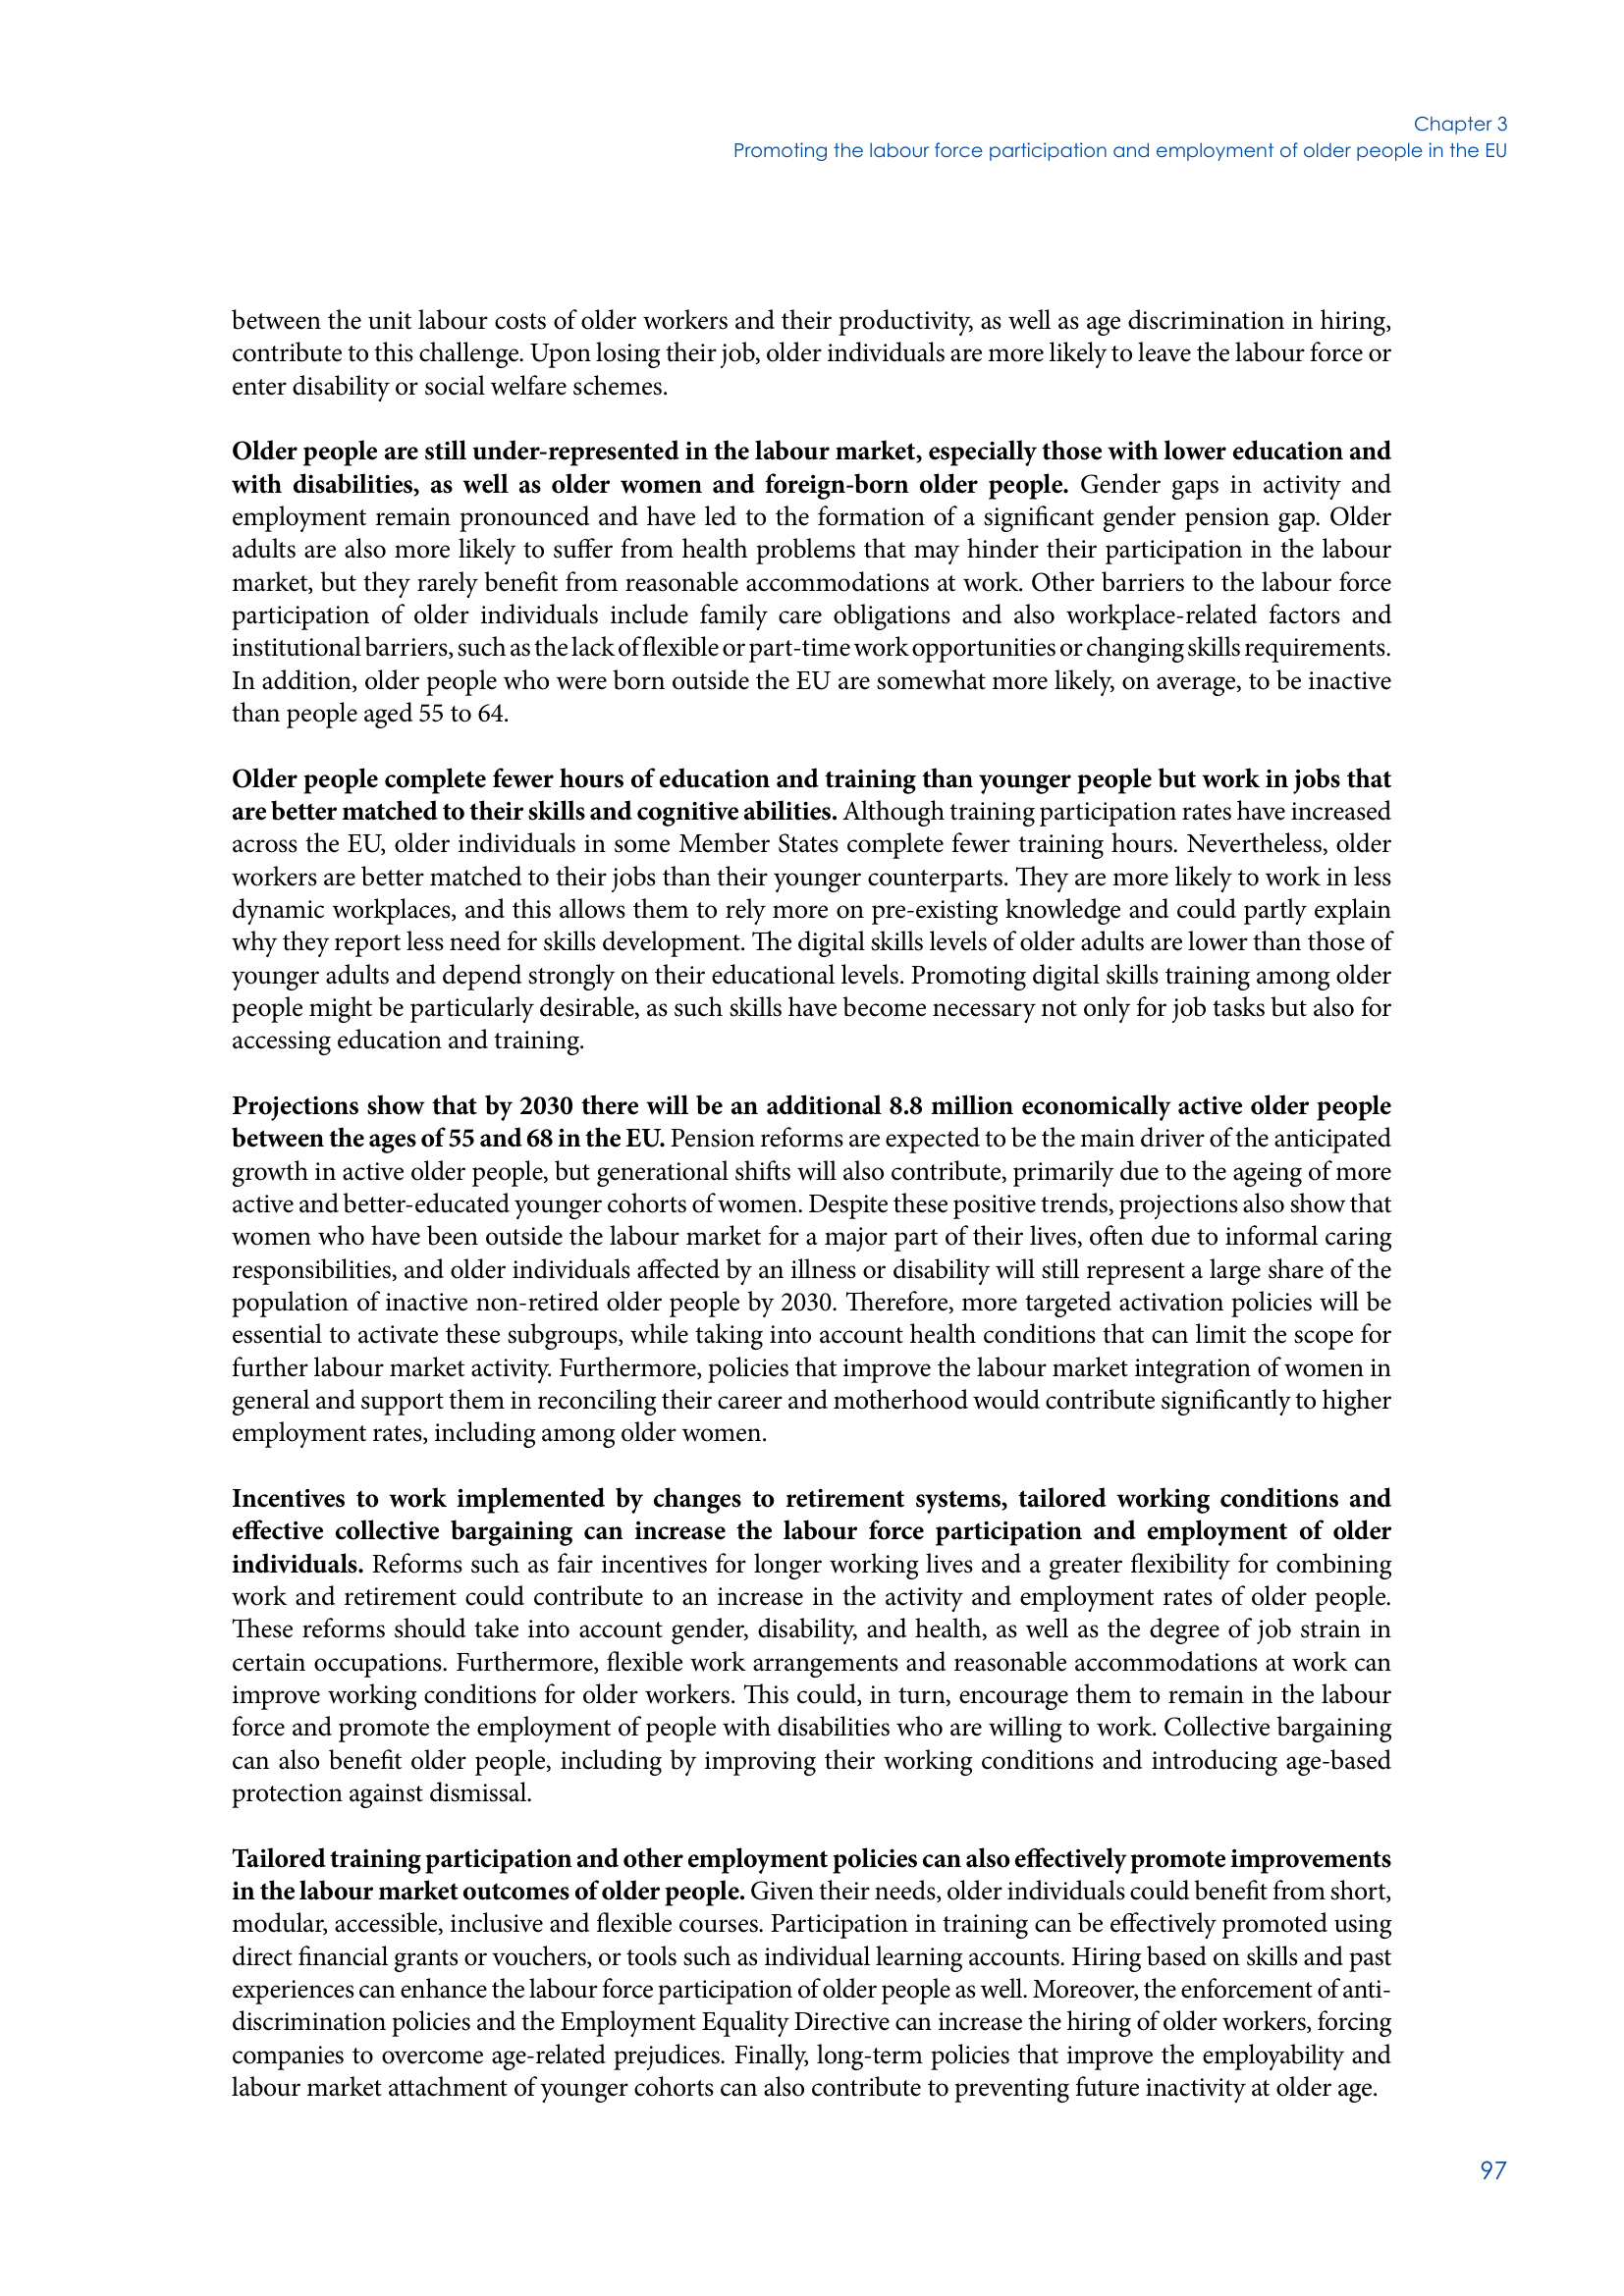 Chapter 3
Promoting the labour force participation and employment of older people in the EU
between the unit labour costs of older workers and their productivity, as well as age discrimination in hiring,
contribute to this challenge. Upon losing their job, older individuals are more likely to leave the labour force or
enter disability or social welfare schemes.
Older people are still under-represented in the labour market, especially those with lower education and
with disabilities, as well as older women and foreign-born older people. Gender gaps in activity and
employment remain pronounced and have led to the formation of a significant gender pension gap. Older
adults are also more likely to suffer from health problems that may hinder their participation in the labour
market, but they rarely benefit from reasonable accommodations at work. Other barriers to the labour force
participation of older individuals include family care obligations and also workplace-related factors and
institutional barriers, such as the lack of flexible or part-time work opportunities or changing skills requirements.
In addition, older people who were born outside the EU are somewhat more likely, on average, to be inactive
than people aged 55 to 64.
Older people complete fewer hours of education and training than younger people but work in jobs that
are better matched to their skills and cognitive abilities. Although training participation rates have increased
across the EU, older individuals in some Member States complete fewer training hours. Nevertheless, older
workers are better matched to their jobs than their younger counterparts. They are more likely to work in less
dynamic workplaces, and this allows them to rely more on pre-existing knowledge and could partly explain
why they report less need for skills development. The digital skills levels of older adults are lower than those of
younger adults and depend strongly on their educational levels. Promoting digital skills training among older
people might be particularly desirable, as such skills have become necessary not only for job tasks but also for
accessing education and training.
Projections show that by 2030 there will be an additional 8.8 million economically active older people
between the ages of 55 and 68 in the EU. Pension reforms are expected to be the main driver of the anticipated
growth in active older people, but generational shifts will also contribute, primarily due to the ageing of more
active and better-educated younger cohorts of women. Despite these positive trends, projections also show that
women who have been outside the labour market for a major part of their lives, often due to informal caring
responsibilities, and older individuals affected by an illness or disability will still represent a large share of the
population of inactive non-retired older people by 2030. Therefore, more targeted activation policies will be
essential to activate these subgroups, while taking into account health conditions that can limit the scope for
further labour market activity. Furthermore, policies that improve the labour market integration of women in
general and support them in reconciling their career and motherhood would contribute significantly to higher
employment rates, including among older women.
Incentives to work implemented by changes to retirement systems, tailored working conditions and
effective collective bargaining can increase the labour force participation and employment of older
individuals. Reforms such as fair incentives for longer working lives and a greater flexibility for combining
work and retirement could contribute to an increase in the activity and employment rates of older people.
These reforms should take into account gender, disability, and health, as well as the degree of job strain in
certain occupations. Furthermore, flexible work arrangements and reasonable accommodations at work can
improve working conditions for older workers. This could, in turn, encourage them to remain in the labour
force and promote the employment of people with disabilities who are willing to work. Collective bargaining
can also benefit older people, including by improving their working conditions and introducing age-based
protection against dismissal.
Tailored training participation and other employment policies can also effectively promote improvements
in the labour market outcomes of older people. Given their needs, older individuals could benefit from short,
modular, accessible, inclusive and flexible courses. Participation in training can be effectively promoted using
direct financial grants or vouchers, or tools such as individual learning accounts. Hiring based on skills and past
experiences can enhance the labour force participation of older people as well. Moreover, the enforcement of anti-
discrimination policies and the Employment Equality Directive can increase the hiring of older workers, forcing
companies to overcome age-related prejudices. Finally, long-term policies that improve the employability and
labour market attachment of younger cohorts can also contribute to preventing future inactivity at older age.
97